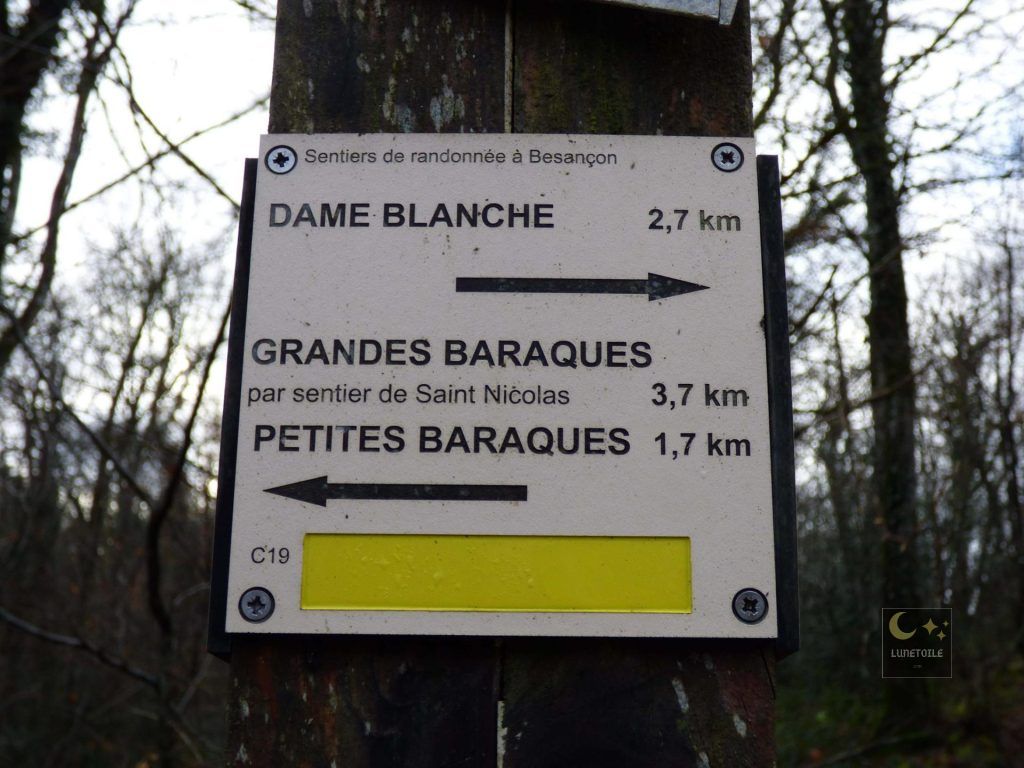 Sentiers de randonnée à Besançon
DAME BLANCHE 2,7 km
GRANDES BARAQUES
par sentier de Saint Nicolas 3,7 km
PETITES BARAQUES 1,7 km
C19
LUNETOILE